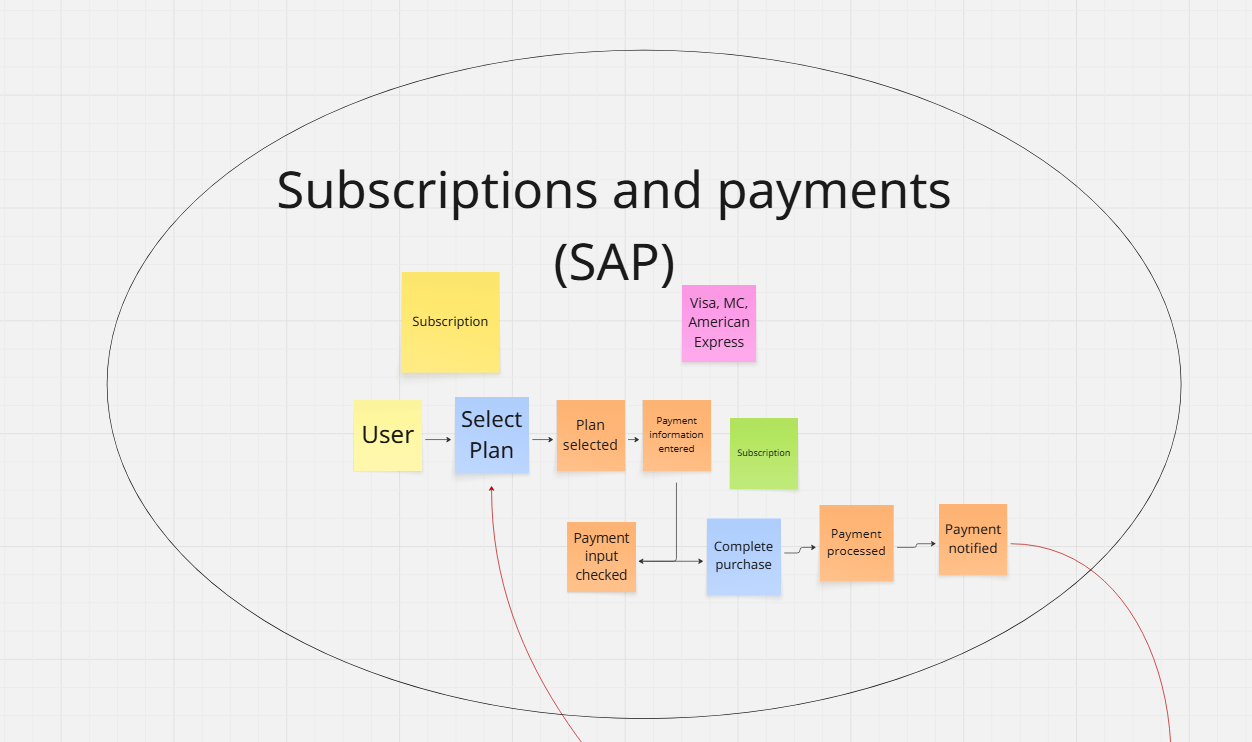 Subscriptions and payments
(SAP)
Subscription
Visa, MC,
American
Express
User
Select
Plan
Plan
selected
Payment
information
entered
Subscription
Payment
input
checked
Complete
purchase
Payment
processed
Payment
notified